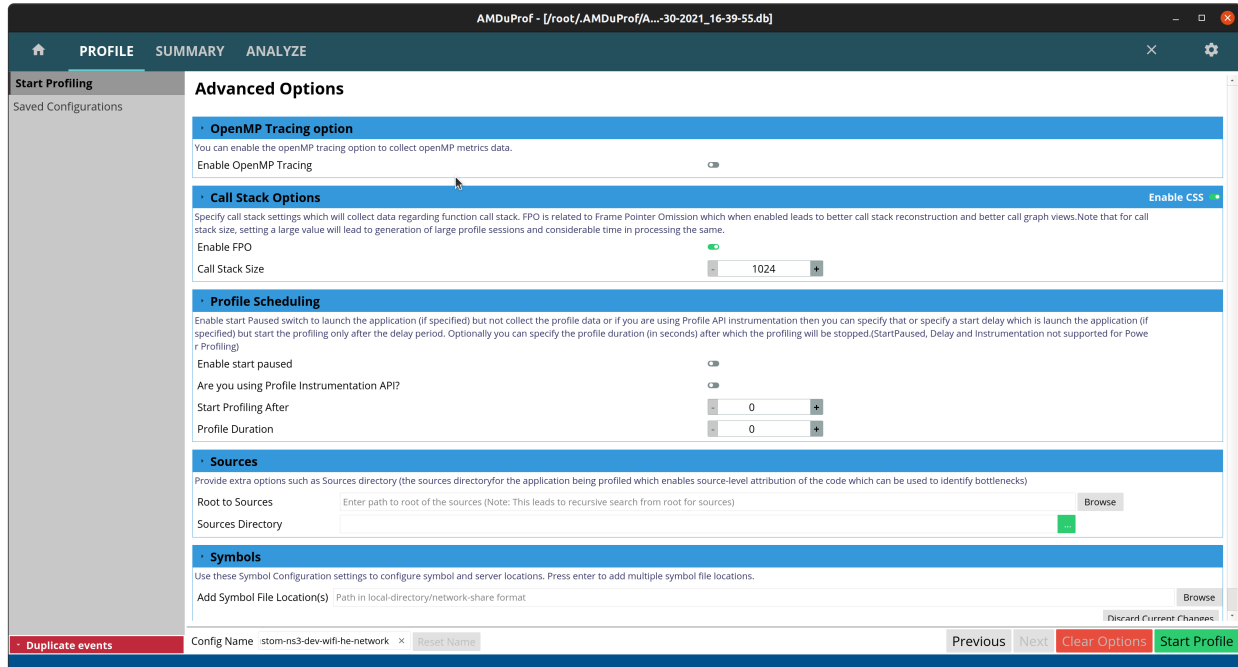 AMDuProf - [/root/.AMDuProf/A...-30-2021_16-39-55.db]
PROFILE SUMMARY ANALYZE
Start Profiling
Saved Configurations
Advanced Options
OpenMP Tracing option
You can enable the openMP tracing option to collect openMP metrics data.
Enable OpenMP Tracing
Call Stack Options Enable CSS
Specify call stack settings which will collect data regarding function call stack. FPO is related to Frame Pointer Omission which when enabled leads to better call stack reconstruction and better call graph views.Note that for call
stack size, setting a large value will lead to generation of large profile sessions and considerable time in processing the same.
Enable FPO
Call Stack Size - 1024 +
Profile Scheduling
Enable start Paused switch to launch the application (if specified) but not collect the profile data or if you are using Profile API instrumentation then you can specify that or specify a start delay which is launch the application (if
specified) but start the profiling only after the delay period. Optionally you can specify the profile duration (in seconds) after which the profiling will be stopped.(StartPaused, Delay and Instrumentation not supported for Powe
r Profiling)
Enable start paused
Are you using Profile Instrumentation API?
Start Profiling After - 0 +
Profile Duration - 0 +
Sources
Provide extra options such as Sources directory (the sources directoryfor the application being profiled which enables source-level attribution of the code which can be used to identify bottlenecks)
Root to Sources Enter path to root of the sources (Note: This leads to recursive search from root for sources) Browse
Sources Directory ...
Symbols
Use these Symbol Configuration settings to configure symbol and server locations. Press enter to add multiple symbol file locations.
Add Symbol File Location(s) Path in local-directory/network-share format Browse
Discard Current Changes
Duplicate events
Config Name stom-ns3-dev-wifi-he-network × Reset Name Previous Next Clear Options Start Profile